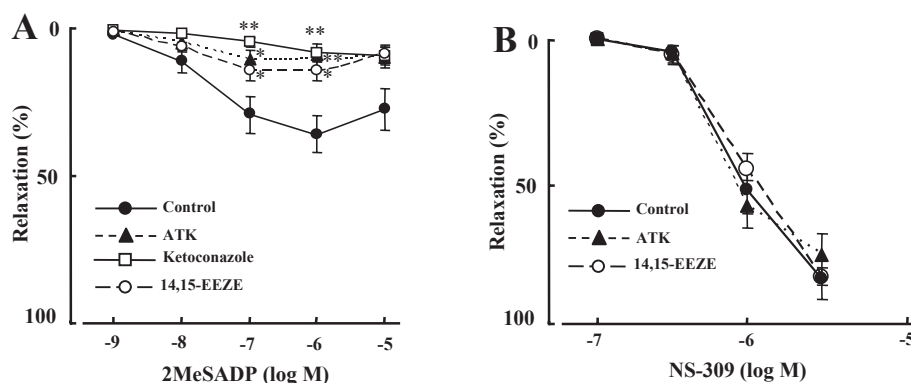 A
0
50
100
Relaxation (%)
** **
* **
* *
Control
ATK
Ketoconazole
14,15-EEZE
-9 -8 -7 -6 -5
2MeSADP (log M)
B
0
50
100
Relaxation (%)
Control
ATK
14,15-EEZE
-7 -6 -5
NS-309 (log M)